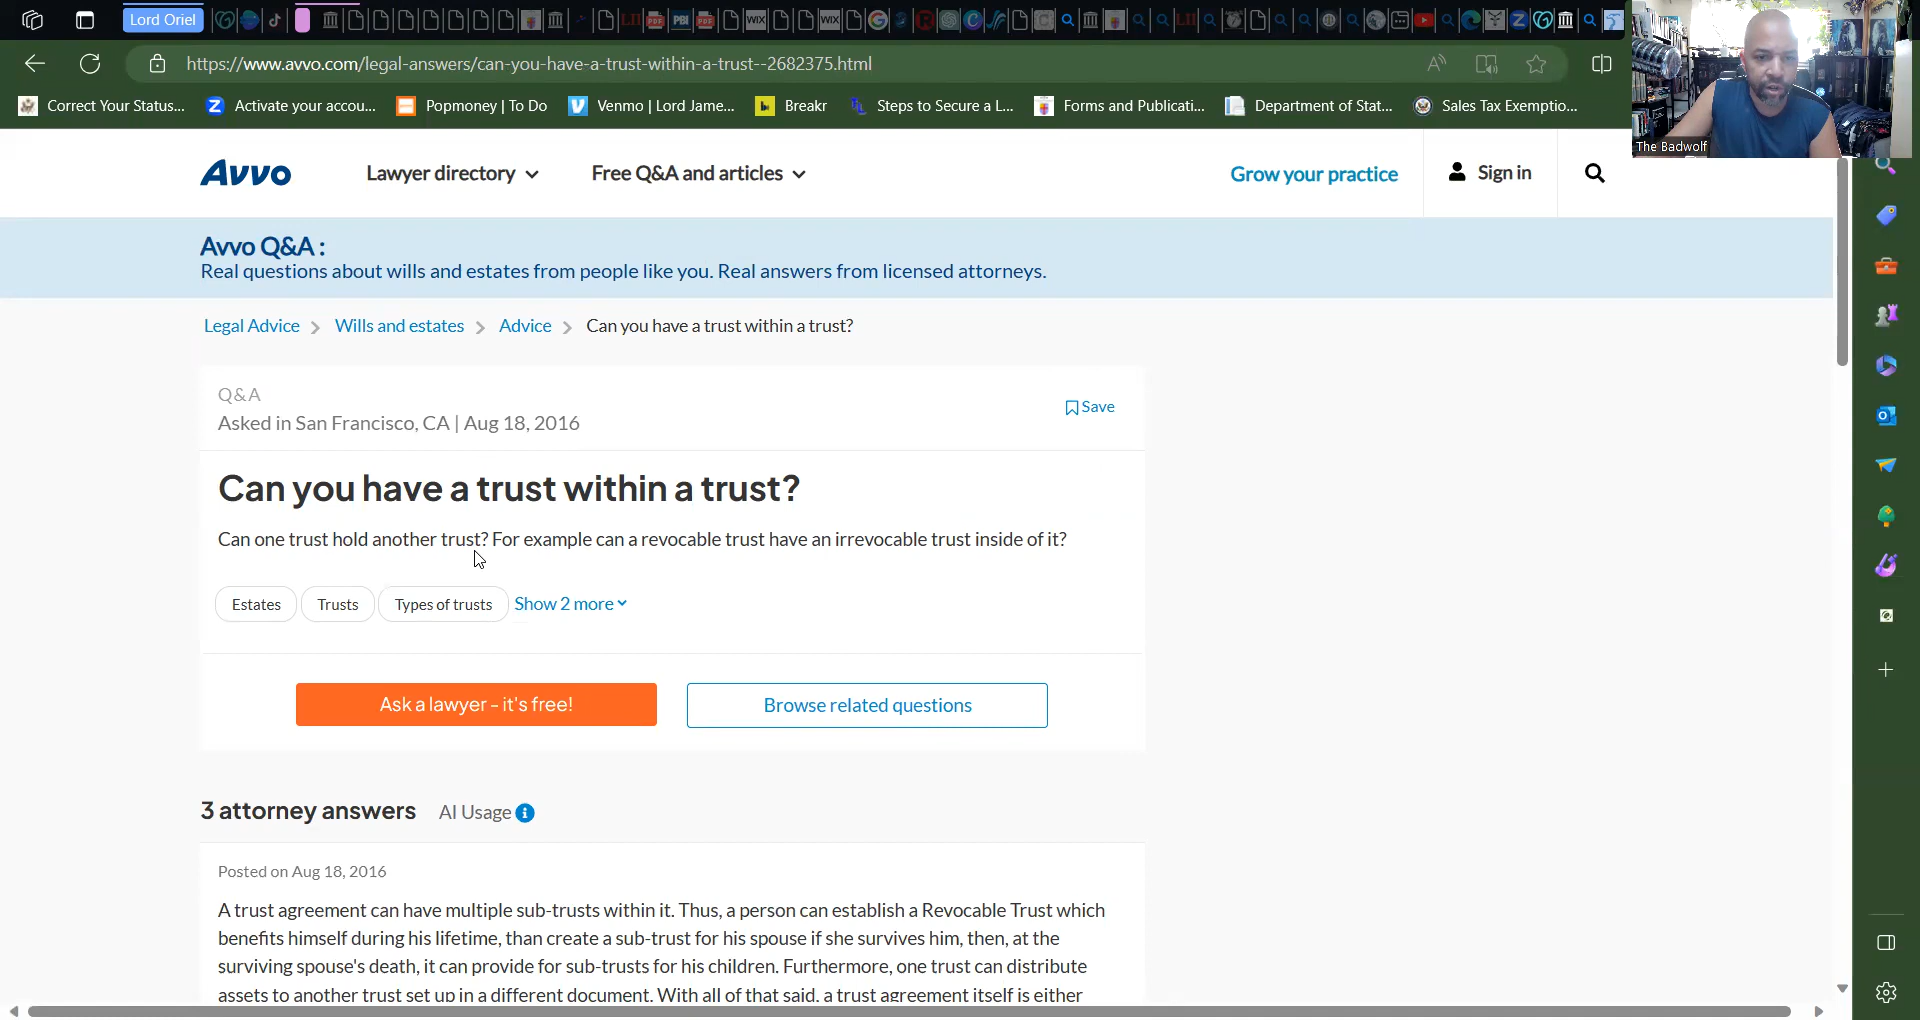 Lord Oriel
https://www.avvo.com/legal-answers/can-you-have-a-trust-within-a-trust--2682375.html
The Badwolf
Correct Your Status...
Activate your accou...
Popmoney | To Do
Venmo | Lord Jame...
Breakr
Steps to Secure a L...
Forms and Publicati...
Department of Stat...
Sales Tax Exemptio...
Avvo
Lawyer directory
Free Q&A and articles
Grow your practice
Sign in
Avvo Q&A :
Real questions about wills and estates from people like you. Real answers from licensed attorneys.
Legal Advice
Wills and estates
Advice
Can you have a trust within a trust?
Q&A
Asked in San Francisco, CA | Aug 18, 2016
Save
Can you have a trust within a trust?
Can one trust hold another trust? For example can a revocable trust have an irrevocable trust inside of it?
Estates
Trusts
Types of trusts
Show 2 more
Ask a lawyer - it's free!
Browse related questions
3 attorney answers
AI Usage
Posted on Aug 18, 2016
A trust agreement can have multiple sub-trusts within it. Thus, a person can establish a Revocable Trust which
benefits himself during his lifetime, than create a sub-trust for his spouse if she survives him, then, at the
surviving spouse's death, it can provide for sub-trusts for his children. Furthermore, one trust can distribute
assets to another trust set up in a different document. With all of that said, a trust agreement itself is either